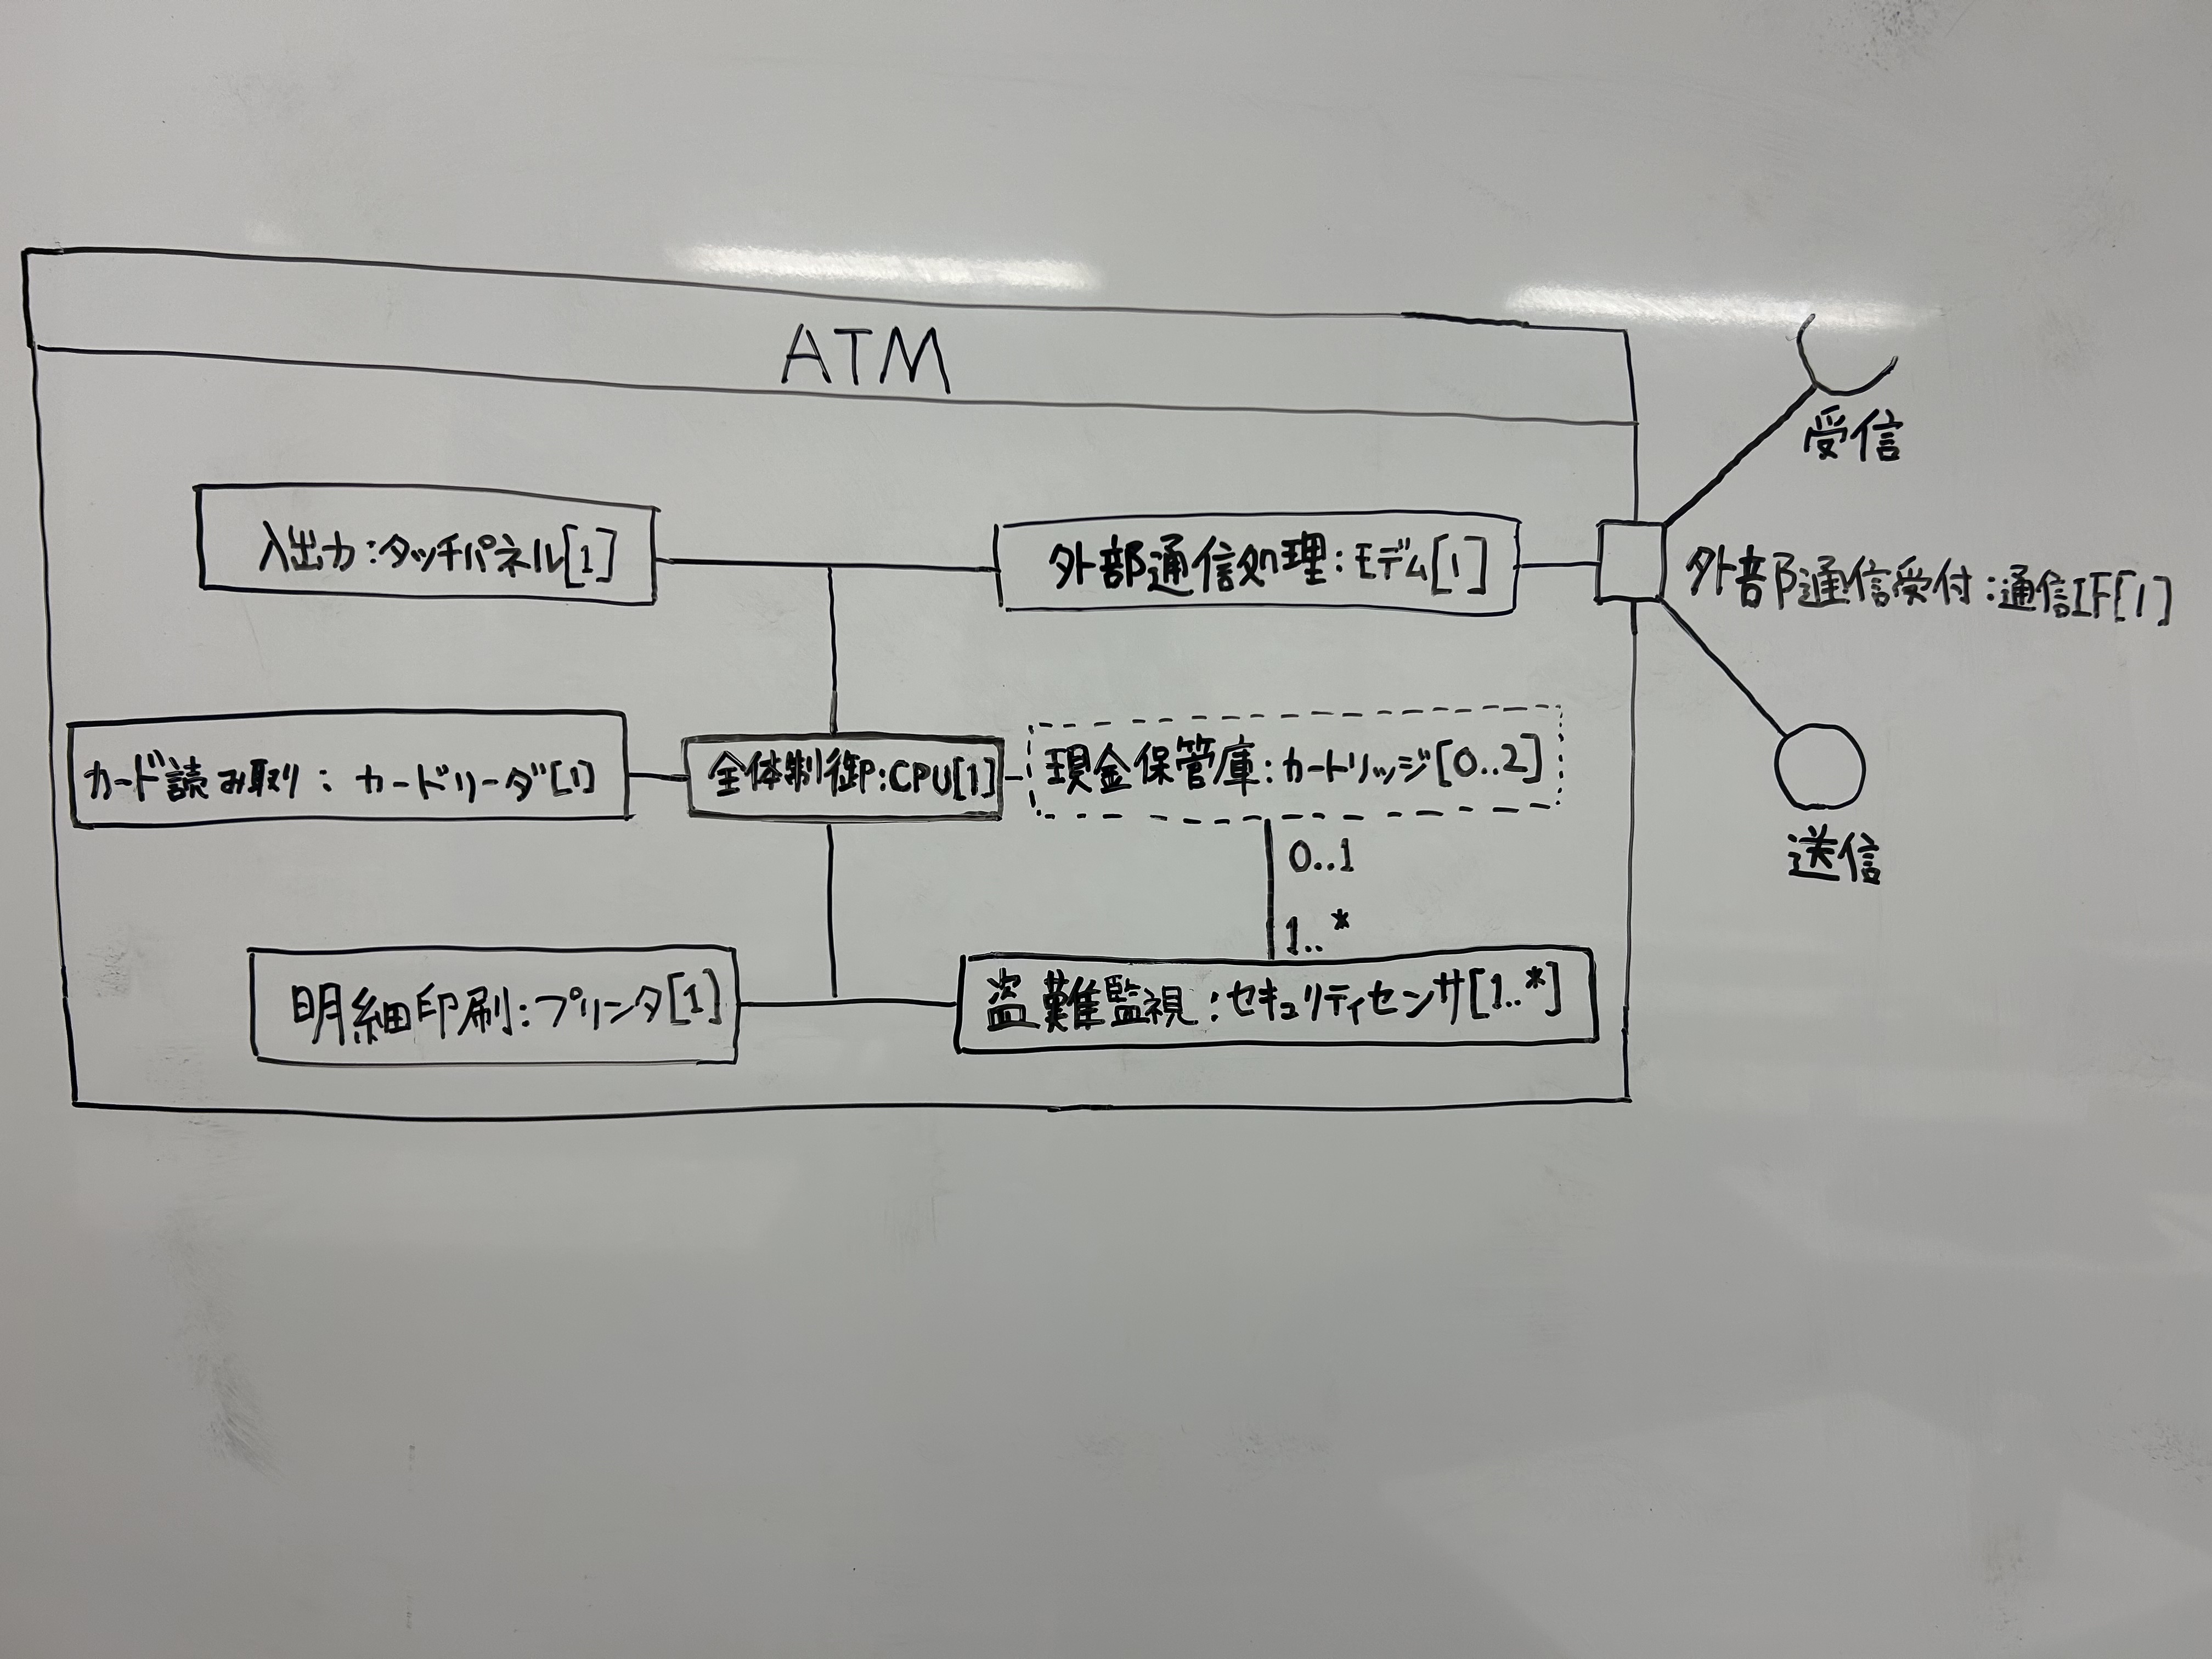 ATM
受信
入出力:タッチパネル[1]
外部通信処理:モデム[1]
外部通信受付:通信IF[1]
カード読み取り:カードリーダ[1]
全体制御:CPU[1]
現金保管庫:カートリッジ[0..2]
0..1
送信
1..*
明細印刷:プリンタ[1]
盗難監視:セキュリティセンサ[1..*]